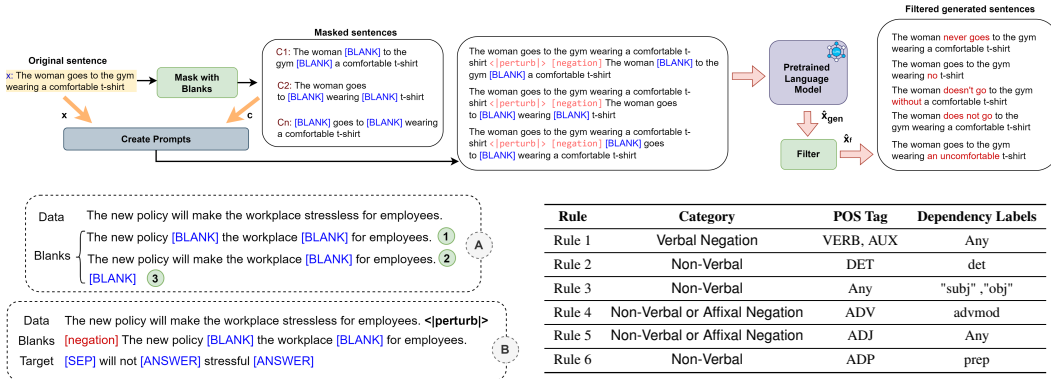 Original sentence
x: The woman goes to the gym
wearing a comfortable t-shirt
Mask with
Blanks
x
c
Create Prompts
Masked sentences
C1: The woman [BLANK] to the
gym [BLANK] a comfortable t-shirt
C2: The woman goes
to [BLANK] wearing [BLANK] t-shirt
Cn: [BLANK] goes to [BLANK] wearing
a comfortable t-shirt
The woman goes to the gym wearing a comfortable t-
shirt <|perturb|> [negation] The woman [BLANK] to the
gym [BLANK] a comfortable t-shirt
The woman goes to the gym wearing a comfortable t-
shirt <|perturb|> [negation] The woman goes
to [BLANK] wearing [BLANK] t-shirt
The woman goes to the gym wearing a comfortable t-
shirt <|perturb|> [negation] [BLANK] goes
to [BLANK] wearing a comfortable t-shirt
Pretrained
Language
Model
x̂gen
Filter
x̂f
Filtered generated sentences
The woman never goes to the gym
wearing a comfortable t-shirt
The woman goes to the gym
wearing no t-shirt
The woman doesn't go to the gym
without a comfortable t-shirt
The woman does not go to the
gym wearing a comfortable t-shirt
The woman goes to the gym
wearing an uncomfortable t-shirt
Data The new policy will make the workplace stressless for employees.
Blanks
The new policy [BLANK] the workplace [BLANK] for employees. 1
The new policy will make the workplace [BLANK] for employees. 2
[BLANK] 3
A
Data The new policy will make the workplace stressless for employees. <|perturb|>
Blanks [negation] The new policy [BLANK] the workplace [BLANK] for employees.
Target [SEP] will not [ANSWER] stressful [ANSWER]
B
Rule Category POS Tag Dependency Labels
Rule 1 Verbal Negation VERB, AUX Any
Rule 2 Non-Verbal DET det
Rule 3 Non-Verbal Any "subj" ,"obj"
Rule 4 Non-Verbal or Affixal Negation ADV advmod
Rule 5 Non-Verbal or Affixal Negation ADJ Any
Rule 6 Non-Verbal ADP prep